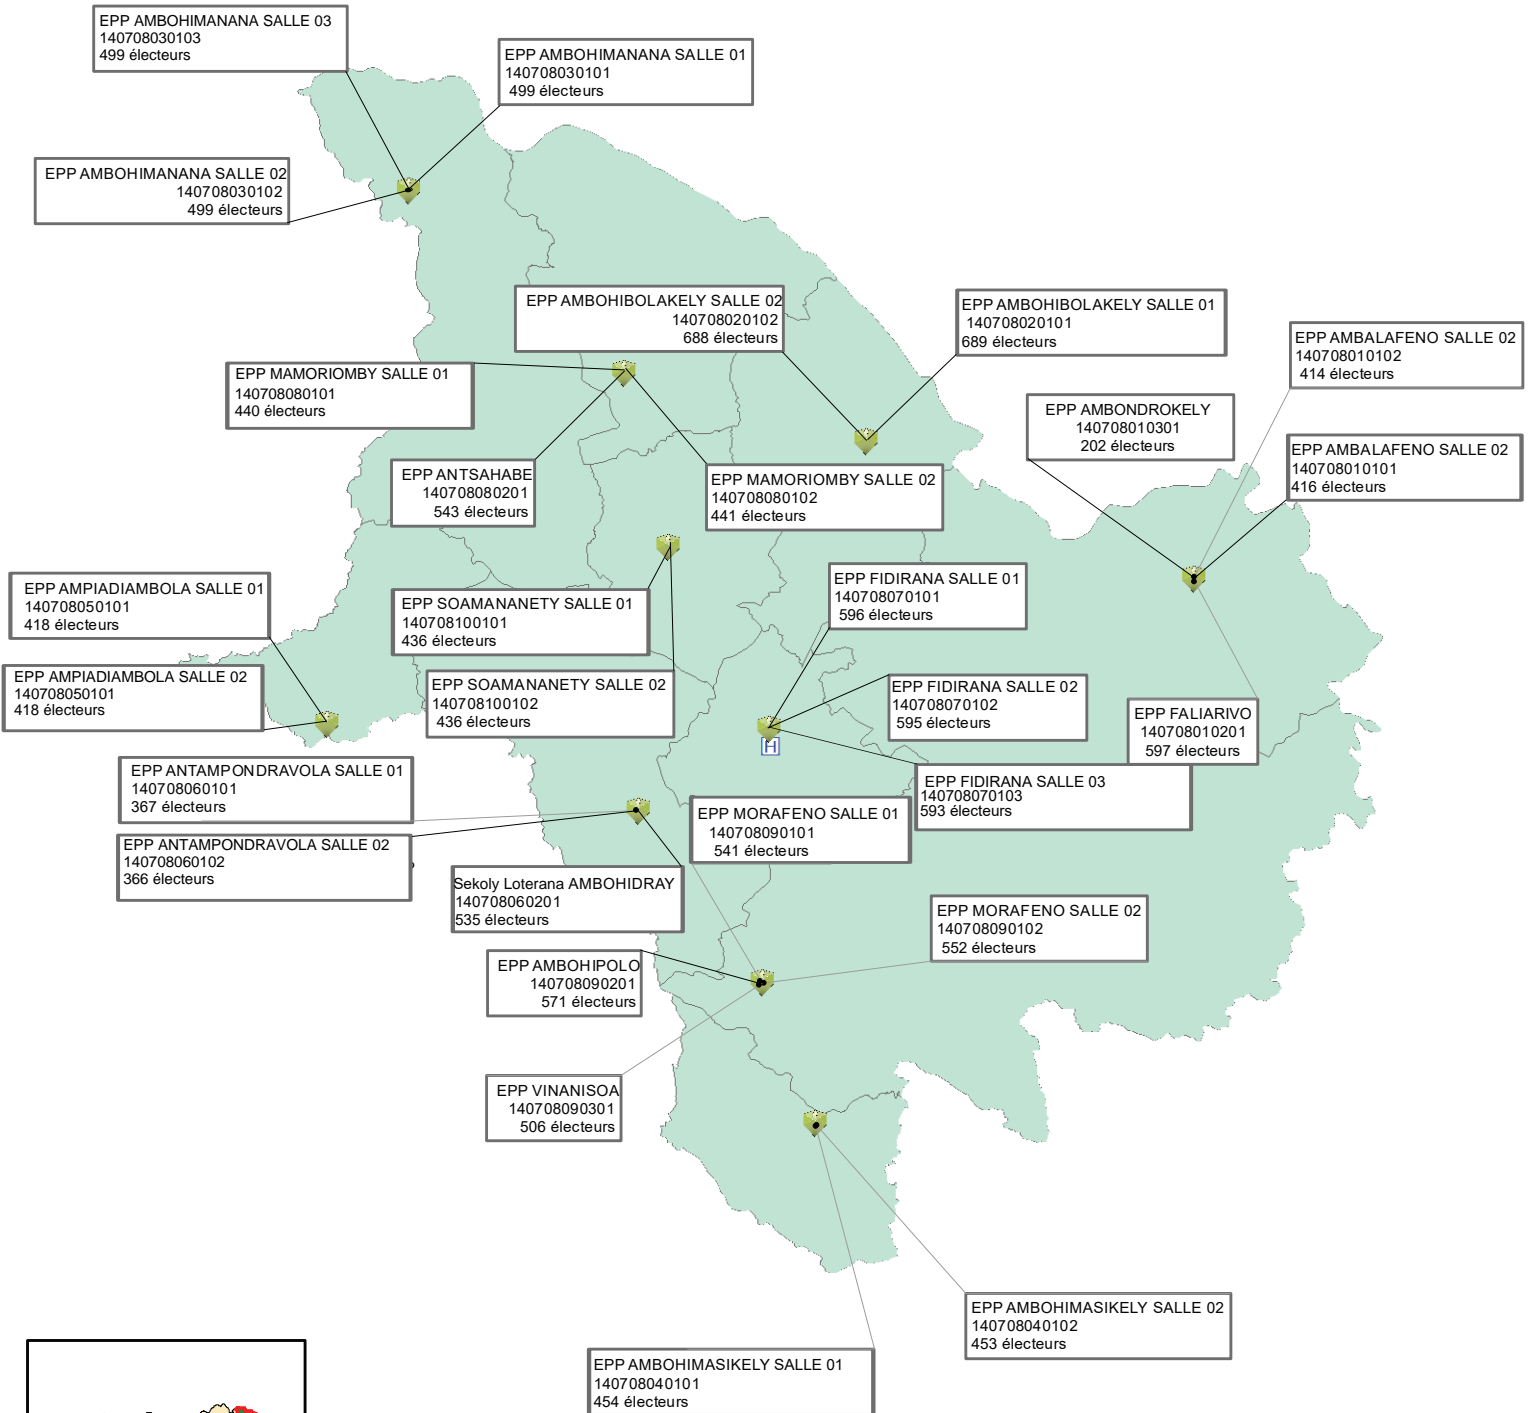 EPP AMBOHIMANANA SALLE 03
140708030103
499 électeurs
EPP AMBOHIMANANA SALLE 01
140708030101
499 électeurs
EPP AMBOHIMANANA SALLE 02
140708030102
499 électeurs
EPP AMBOHIBOLAKELY SALLE 02
140708020102
688 électeurs
EPP AMBOHIBOLAKELY SALLE 01
140708020101
689 électeurs
EPP AMBALAFENO SALLE 02
140708010102
414 électeurs
EPP MAMORIOMBY SALLE 01
140708080101
440 électeurs
EPP AMBONDROKELY
140708010301
202 électeurs
EPP AMBALAFENO SALLE 02
140708010101
416 électeurs
EPP ANTSAHABE
140708080201
543 électeurs
EPP MAMORIOMBY SALLE 02
140708080102
441 électeurs
EPP AMPIADIAMBOLA SALLE 01
140708050101
418 électeurs
EPP SOAMANANETY SALLE 01
140708100101
436 électeurs
EPP FIDIRANA SALLE 01
140708070101
596 électeurs
EPP AMPIADIAMBOLA SALLE 02
140708050101
418 électeurs
EPP SOAMANANETY SALLE 02
140708100102
436 électeurs
EPP FIDIRANA SALLE 02
140708070102
595 électeurs
EPP FALIARIVO
140708010201
597 électeurs
H
EPP ANTAMPONDRAVOLA SALLE 01
140708060101
367 électeurs
EPP FIDIRANA SALLE 03
140708070103
593 électeurs
EPP MORAFENO SALLE 01
140708090101
541 électeurs
EPP ANTAMPONDRAVOLA SALLE 02
140708060102
366 électeurs
Sekoly Loterana AMBOHIDRAY
140708060201
535 électeurs
EPP MORAFENO SALLE 02
140708090102
552 électeurs
EPP AMBOHIPOLO
140708090201
571 électeurs
EPP VINANISOA
140708090301
506 électeurs
EPP AMBOHIMASIKELY SALLE 02
140708040102
453 électeurs
EPP AMBOHIMASIKELY SALLE 01
140708040101
454 électeurs